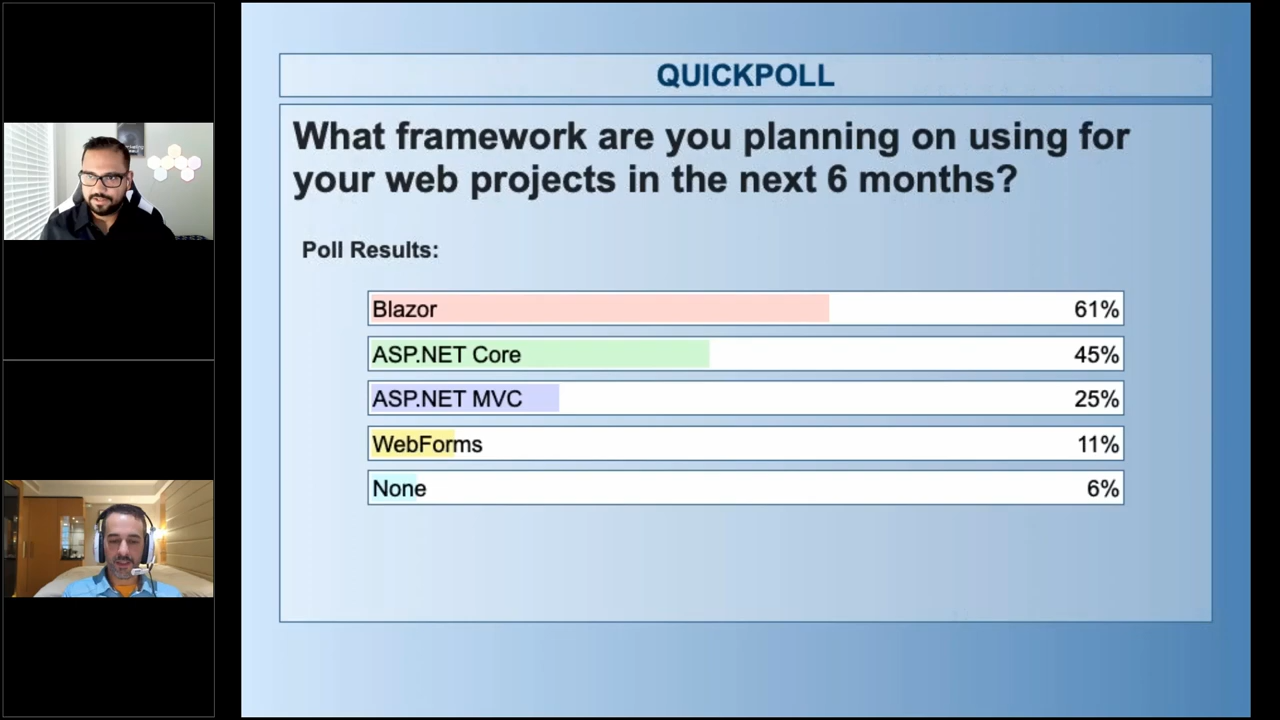 QUICKPOLL
What framework are you planning on using for
your web projects in the next 6 months?
Poll Results:
Blazor 61%
ASP.NET Core 45%
ASP.NET MVC 25%
WebForms 11%
None 6%